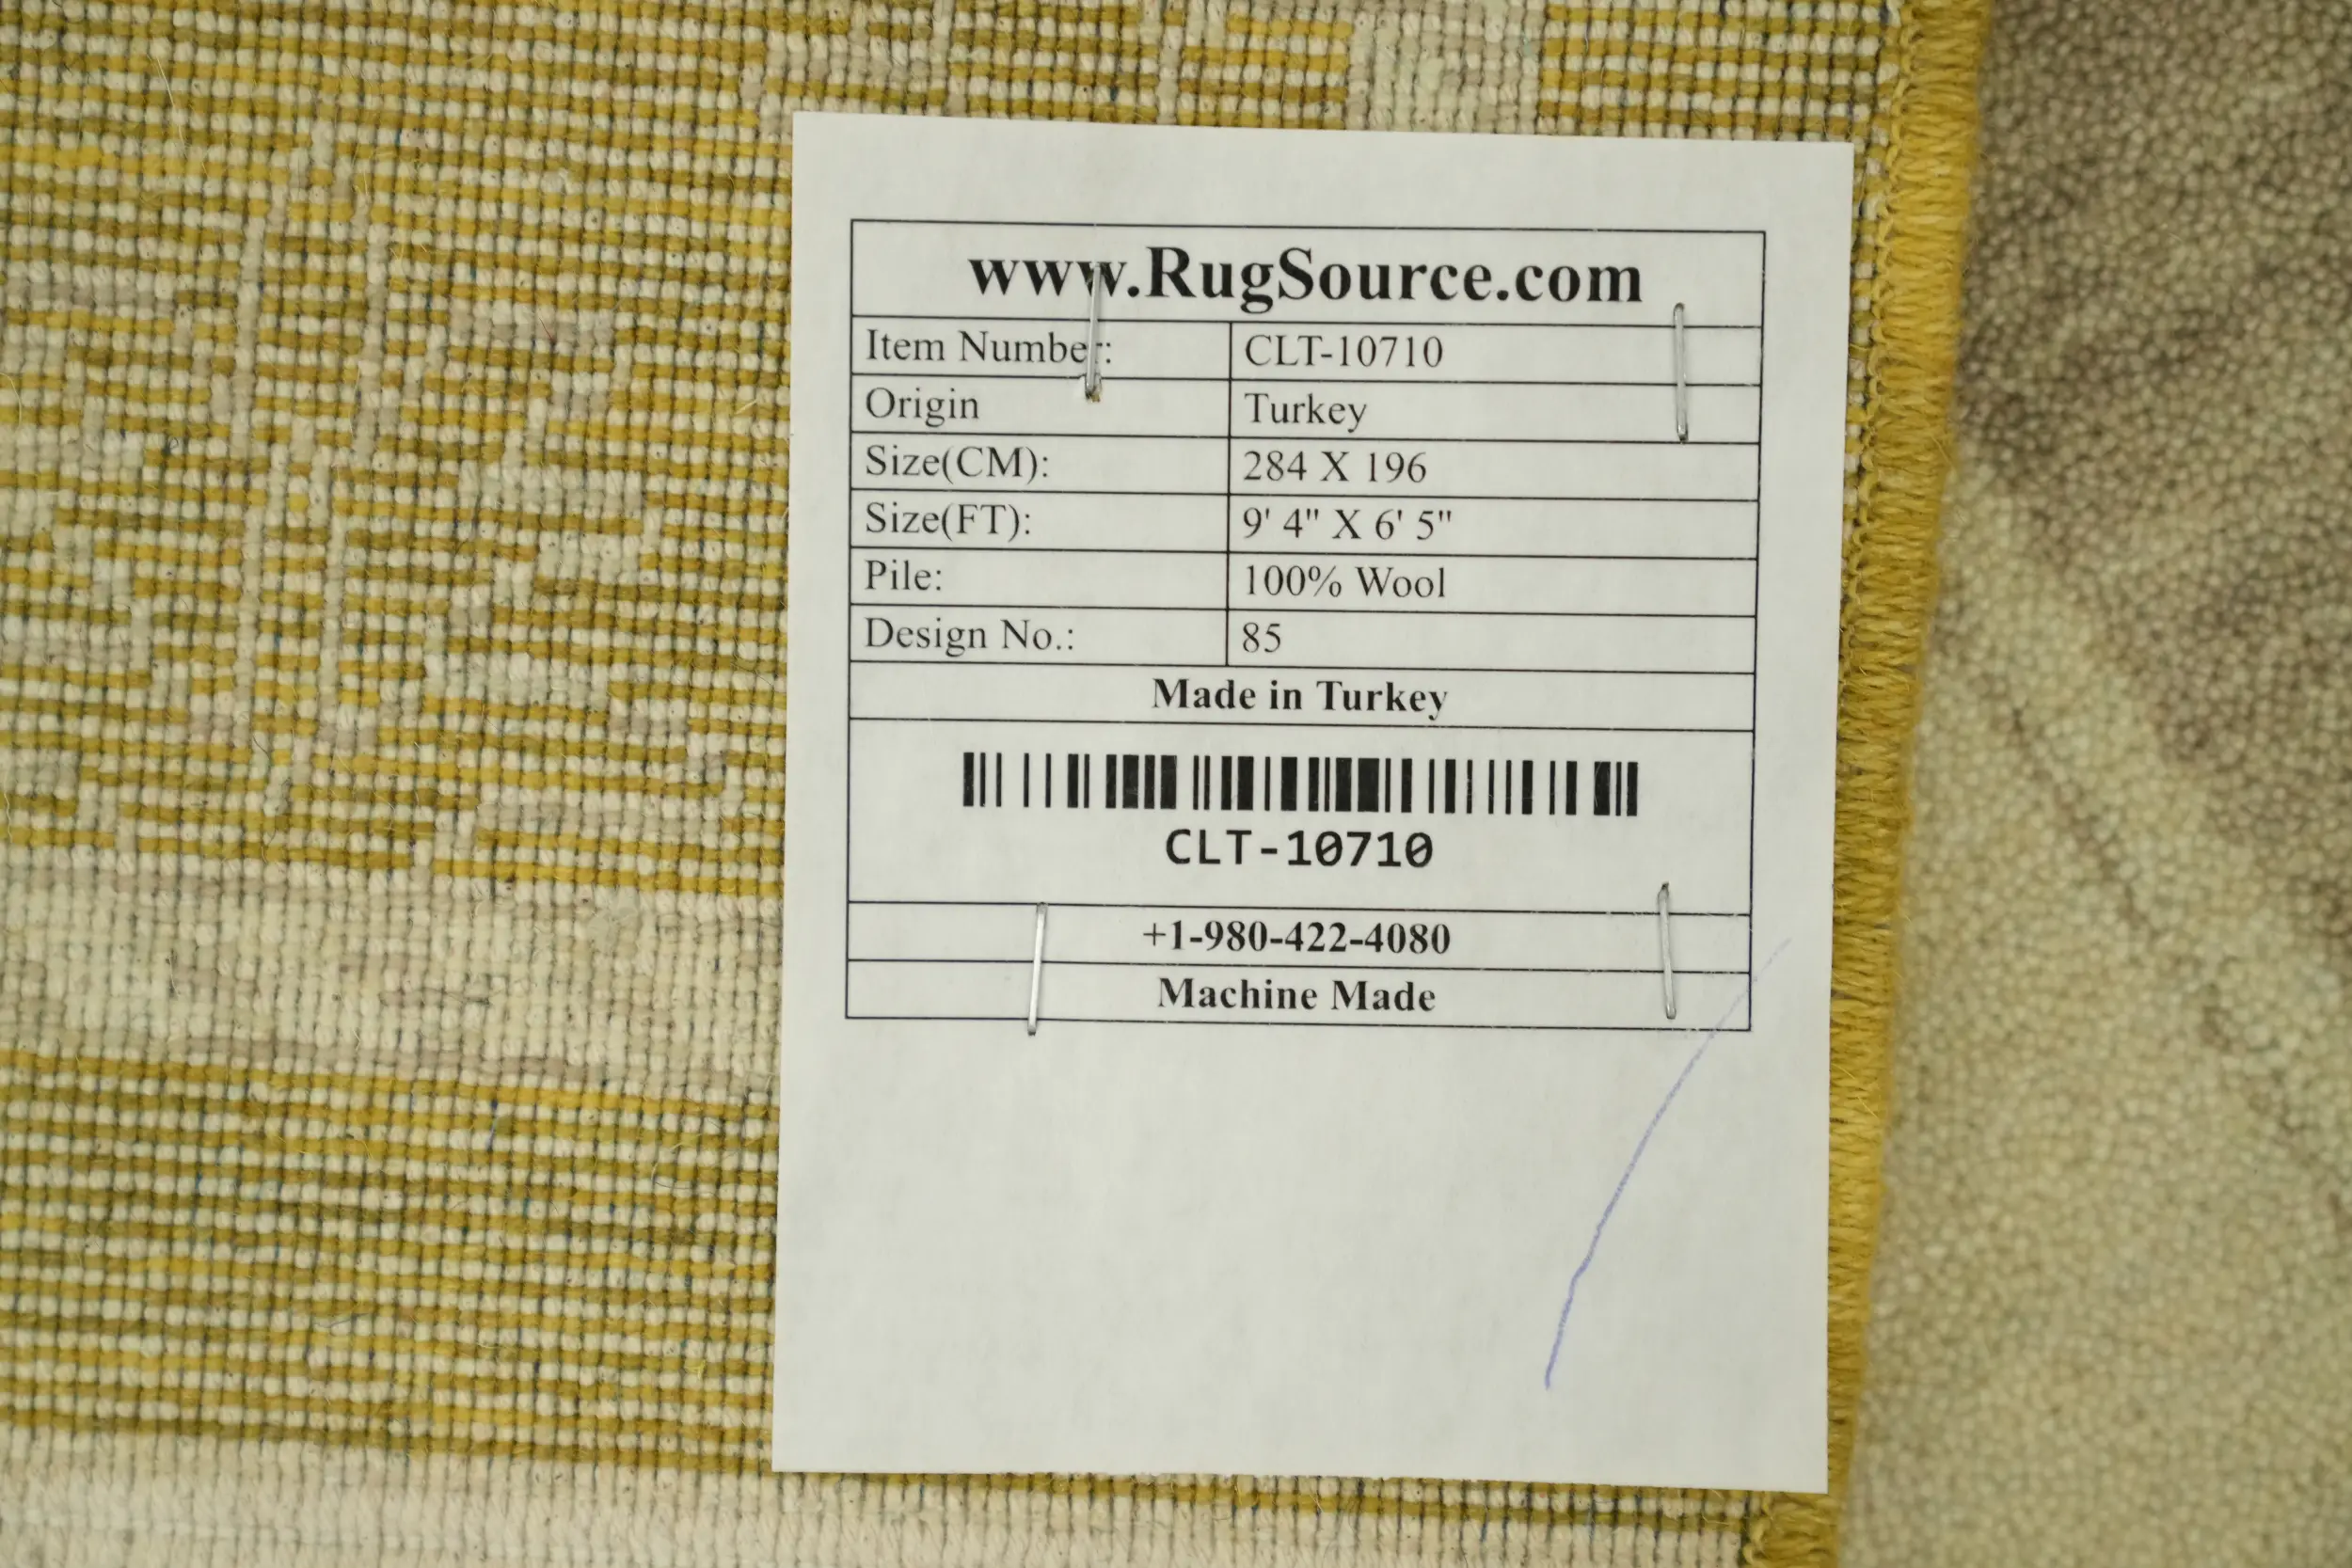 www.RugSource.com
Item Number: CLT-10710
Origin Turkey
Size(CM): 284 X 196
Size(FT): 9' 4" X 6' 5"
Pile: 100% Wool
Design No.: 85
Made in Turkey
CLT-10710
+1-980-422-4080
Machine Made